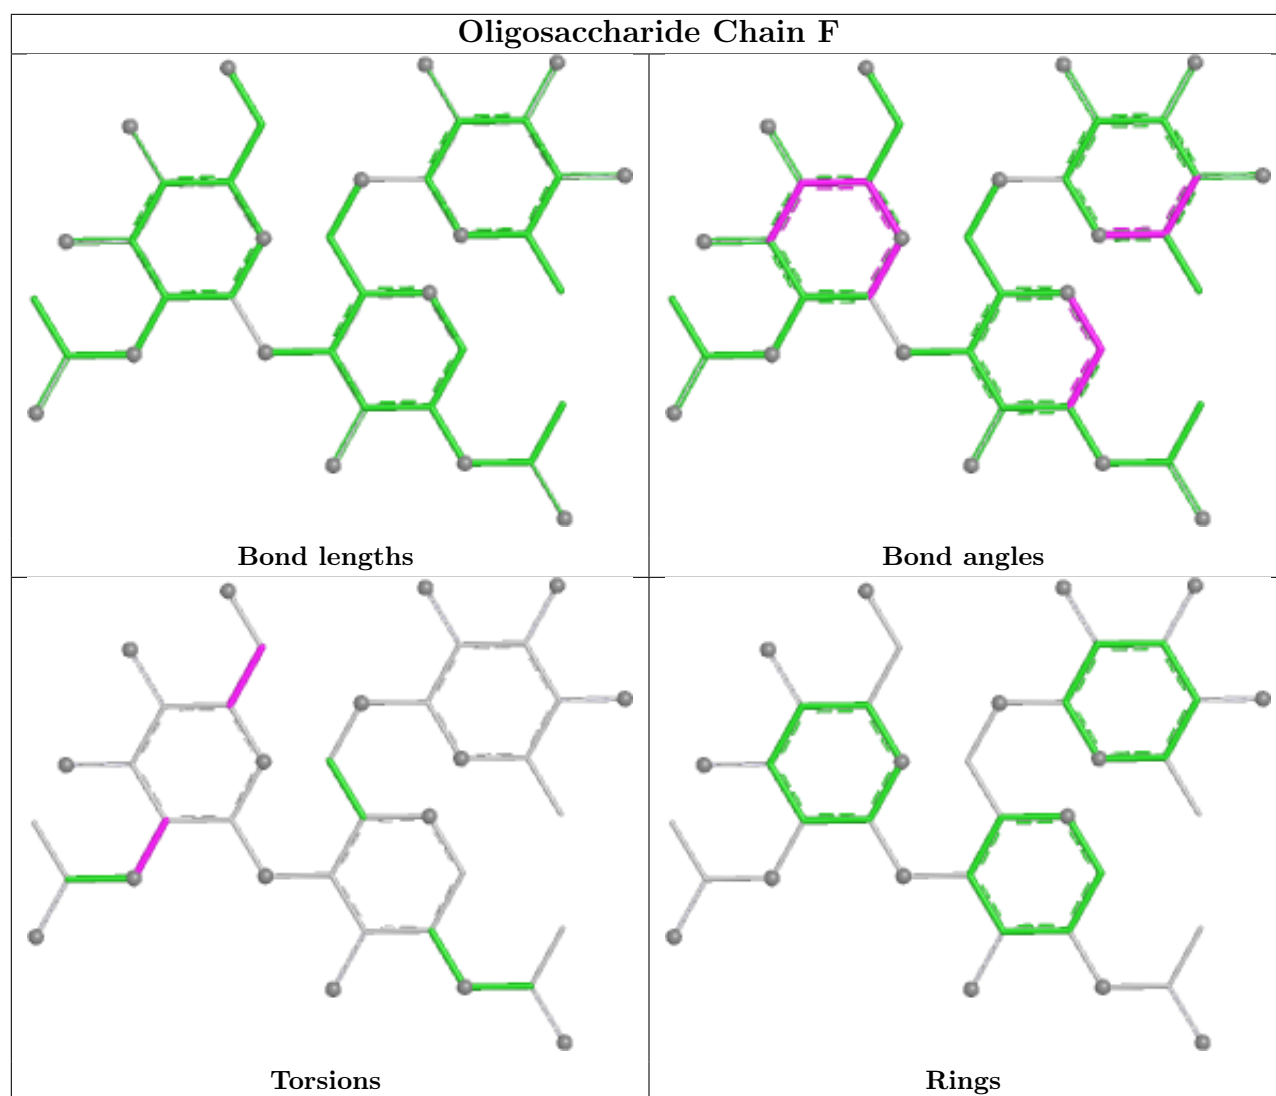 Oligosaccharide Chain F
Bond lengths
Bond angles
Torsions
Rings